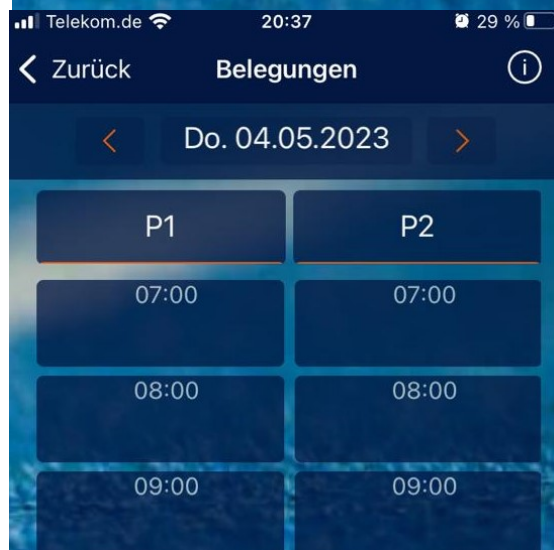 Telekom.de 20:37 29 %
Zurück Belegungen i
Do. 04.05.2023
P1 P2
07:00 07:00
08:00 08:00
09:00 09:00